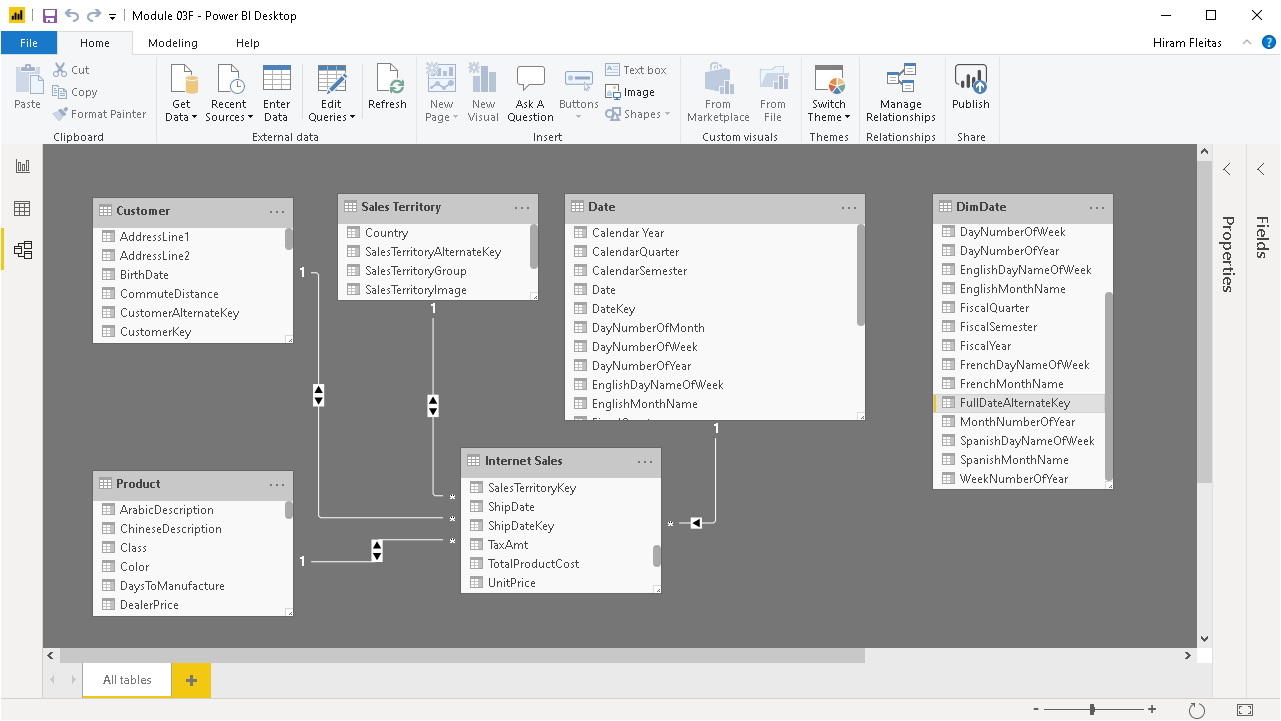 Module 03F - Power BI Desktop
File Home Modeling Help Hiram Fleitas
Paste
Cut
Copy
Format Painter
Clipboard
Get Data
Recent Sources
Enter Data
Edit Queries
Refresh
External data
New Page
New Visual
Ask A Question
Buttons
Text box
Image
Shapes
Insert
From Marketplace
From File
Custom visuals
Switch Theme
Themes
Manage Relationships
Relationships
Publish
Share
Customer
AddressLine1
AddressLine2
BirthDate
CommuteDistance
CustomerAlternateKey
CustomerKey
1
Sales Territory
Country
SalesTerritoryAlternateKey
SalesTerritoryGroup
SalesTerritoryImage
1
Date
Calendar Year
CalendarQuarter
CalendarSemester
Date
DateKey
DayNumberOfMonth
DayNumberOfWeek
DayNumberOfYear
EnglishDayNameOfWeek
EnglishMonthName
1
DimDate
DayNumberOfWeek
DayNumberOfYear
EnglishDayNameOfWeek
EnglishMonthName
FiscalQuarter
FiscalSemester
FiscalYear
FrenchDayNameOfWeek
FrenchMonthName
FullDateAlternateKey
MonthNumberOfYear
SpanishDayNameOfWeek
SpanishMonthName
WeekNumberOfYear
Product
ArabicDescription
ChineseDescription
Class
Color
DaysToManufacture
DealerPrice
1
Internet Sales
SalesTerritoryKey
ShipDate
ShipDateKey
TaxAmt
TotalProductCost
UnitPrice
*
*
*
*
Properties
Fields
All tables